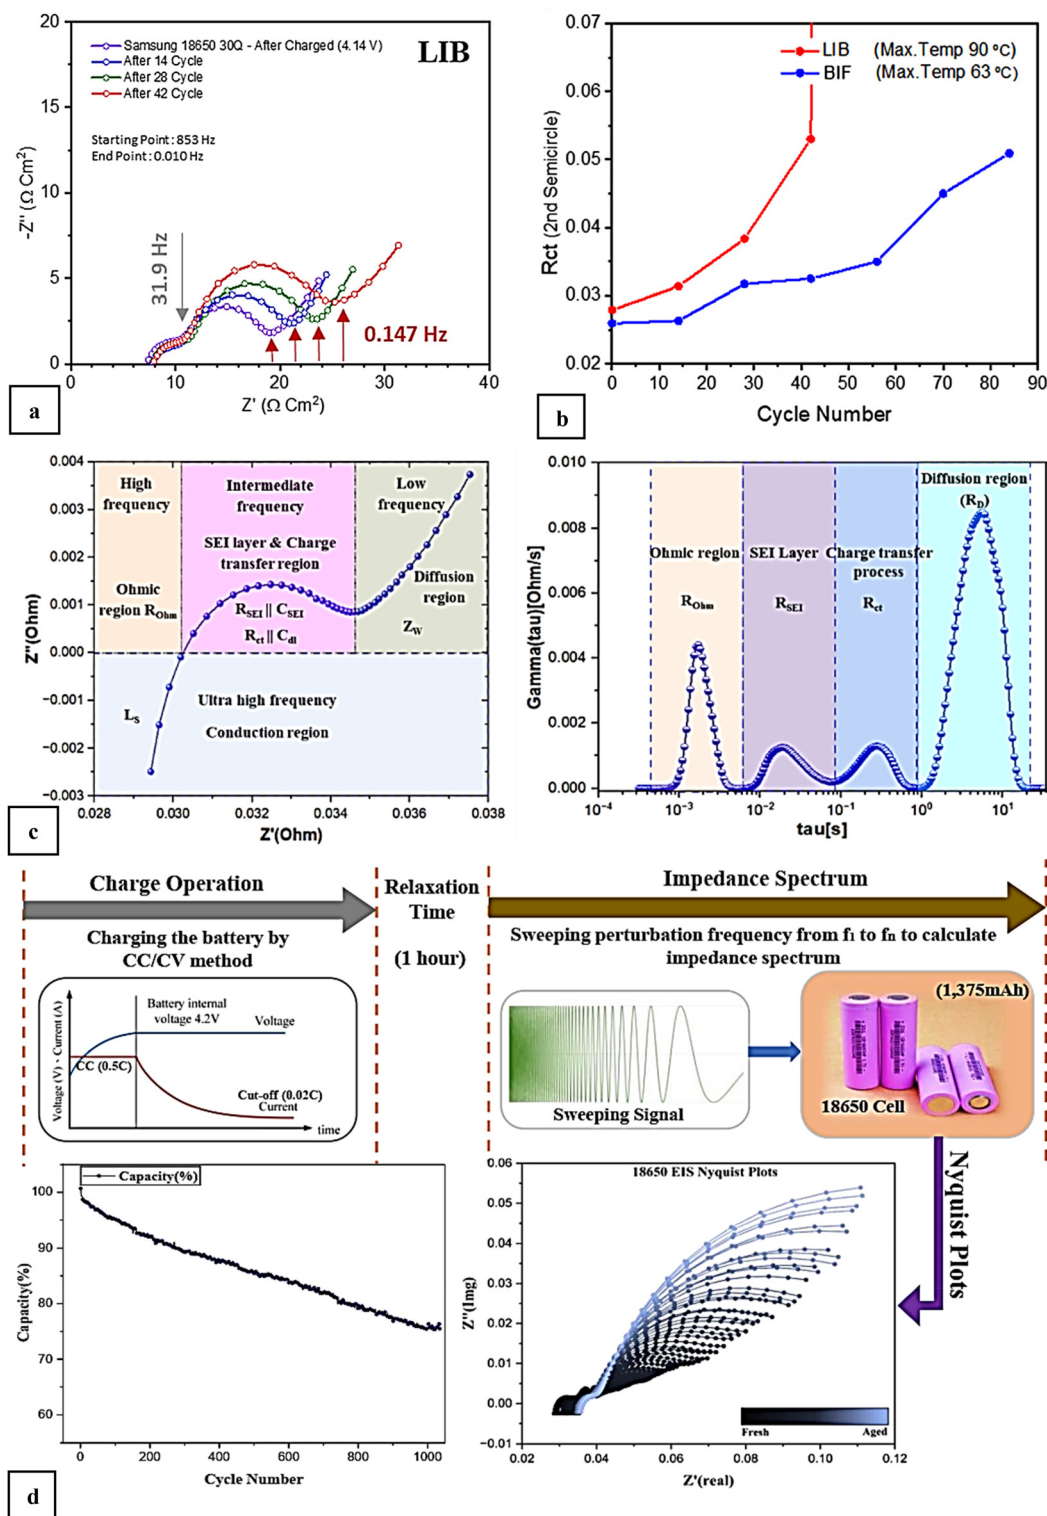 20
15
10
5
0
-Z'' (Ω Cm²)
Samsung 18650 30Q - After Charged (4.14 V)
After 14 Cycle
After 28 Cycle
After 42 Cycle
LIB
Starting Point : 853 Hz
End Point : 0.010 Hz
31.9 Hz
0.147 Hz
0 10 20 30 40
Z' (Ω Cm²)
a
0.07
0.06
0.05
0.04
0.03
0.02
Rct (2nd Semicircle)
LIB (Max.Temp 90 ºC)
BIF (Max.Temp 63 ºC)
0 10 20 30 40 50 60 70 80 90
Cycle Number
b
0.004
0.003
0.002
0.001
0.000
−0.001
−0.002
−0.003
Z''(Ohm)
High
frequency
Intermediate
frequency
Low
frequency
SEI layer & Charge
transfer region
Ohmic
region R_Ohm
R_SEI || C_SEI
R_ct || C_dl
Diffusion
region
Z_W
L_S
Ultra high frequency
Conduction region
0.028 0.030 0.032 0.034 0.036 0.038
Z'(Ohm)
c
0.010
0.008
0.006
0.004
0.002
0.000
Gamma(tau)[Ohm/s]
Ohmic region
R_Ohm
SEI Layer
R_SEI
Charge transfer
process
R_ct
Diffusion region
(R_D)
10⁻⁴ 10⁻³ 10⁻² 10⁻¹ 10⁰ 10¹
tau[s]
Charge Operation
Relaxation
Time
(1 hour)
Impedance Spectrum
Charging the battery by
CC/CV method
Sweeping perturbation frequency from f₁ to fₙ to calculate
impedance spectrum
Voltage (V) 、 Current (A)
Battery internal
voltage 4.2V
Voltage
CC (0.5C)
Cut-off (0.02C)
Current
time
Sweeping Signal
(1,375mAh)
18650 Cell
Nyquist Plots
100
90
80
70
60
Capacity(%)
Capacity(%)
0 200 400 600 800 1000
Cycle Number
18650 EIS Nyquist Plots
0.06
0.05
0.04
0.03
0.02
0.01
0.00
−0.01
Z''(Img)
Fresh Aged
0.02 0.04 0.06 0.08 0.10 0.12
Z'(real)
d